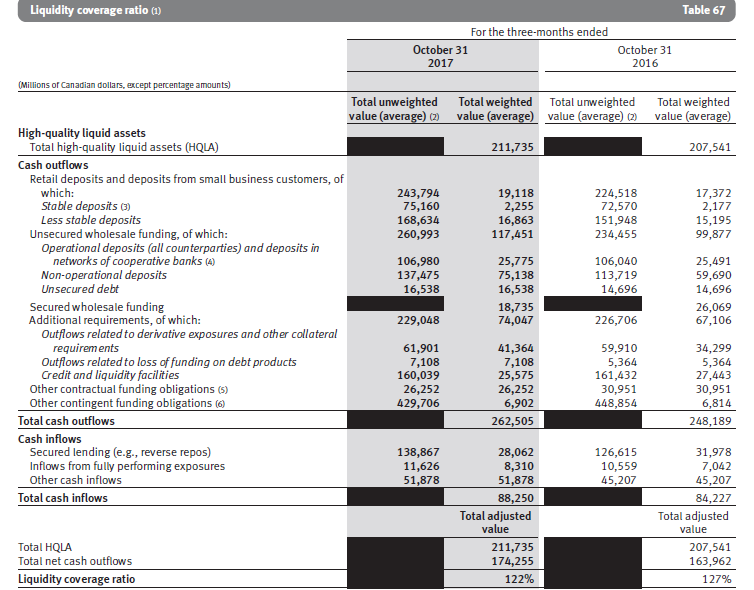 Liquidity coverage ratio (1) Table 67
For the three-months ended
October 31 October 31
2017 2016
(Millions of Canadian dollars, except percentage amounts)
Total unweighted Total weighted Total unweighted Total weighted
value (average) (2) value (average) value (average) (2) value (average)
High-quality liquid assets
Total high-quality liquid assets (HQLA) 211,735 207,541
Cash outflows
Retail deposits and deposits from small business customers, of
which: 243,794 19,118 224,518 17,372
Stable deposits (3) 75,160 2,255 72,570 2,177
Less stable deposits 168,634 16,863 151,948 15,195
Unsecured wholesale funding, of which: 260,993 117,451 234,455 99,877
Operational deposits (all counterparties) and deposits in
networks of cooperative banks (4) 106,980 25,775 106,040 25,491
Non-operational deposits 137,475 75,138 113,719 59,690
Unsecured debt 16,538 16,538 14,696 14,696
Secured wholesale funding 18,735 26,069
Additional requirements, of which: 229,048 74,047 226,706 67,106
Outflows related to derivative exposures and other collateral
requirements 61,901 41,364 59,910 34,299
Outflows related to loss of funding on debt products 7,108 7,108 5,364 5,364
Credit and liquidity facilities 160,039 25,575 161,432 27,443
Other contractual funding obligations (5) 26,252 26,252 30,951 30,951
Other contingent funding obligations (6) 429,706 6,902 448,854 6,814
Total cash outflows 262,505 248,189
Cash inflows
Secured lending (e.g., reverse repos) 138,867 28,062 126,615 31,978
Inflows from fully performing exposures 11,626 8,310 10,559 7,042
Other cash inflows 51,878 51,878 45,207 45,207
Total cash inflows 88,250 84,227
Total adjusted Total adjusted
value value
Total HQLA 211,735 207,541
Total net cash outflows 174,255 163,962
Liquidity coverage ratio 122% 127%